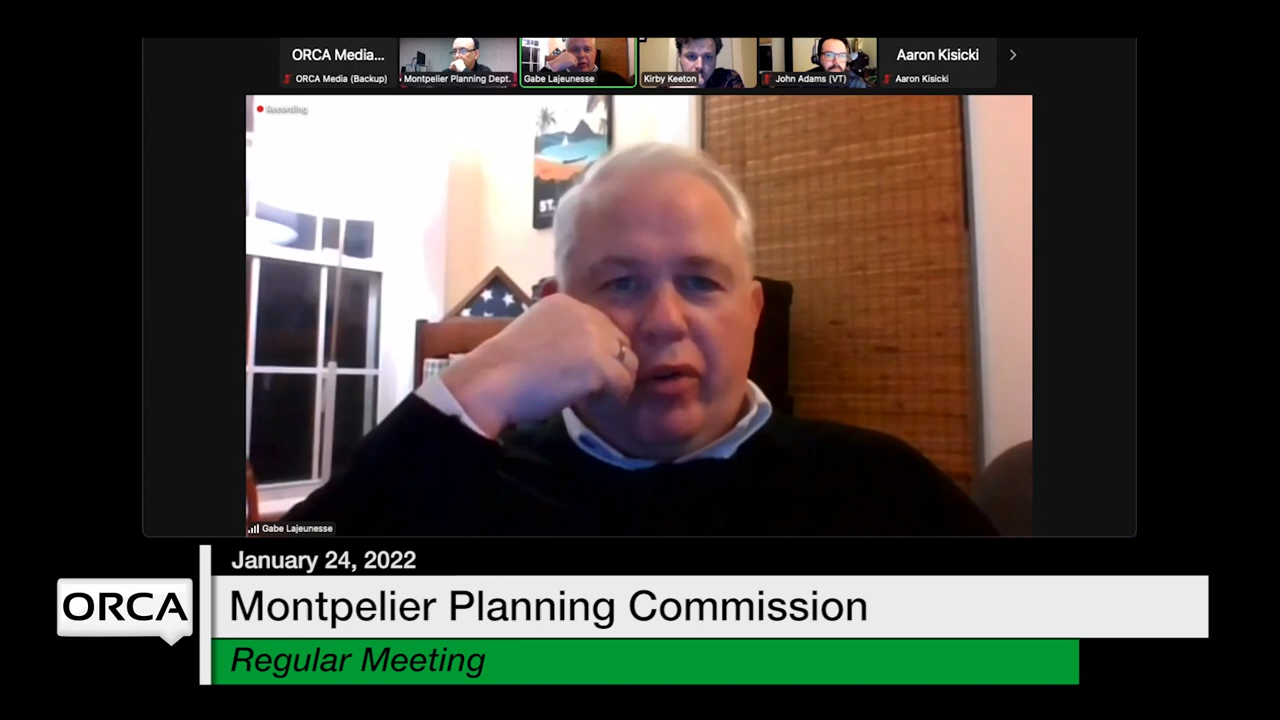 ORCA Media...
Aaron Kisicki
ORCA Media (Backup)
Montpelier Planning Dept.
Gabe Lajeunesse
Kirby Keeton
John Adams (VT)
Aaron Kisicki
Recording
ST.
Gabe Lajeunesse
January 24, 2022
ORCA
Montpelier Planning Commission
Regular Meeting